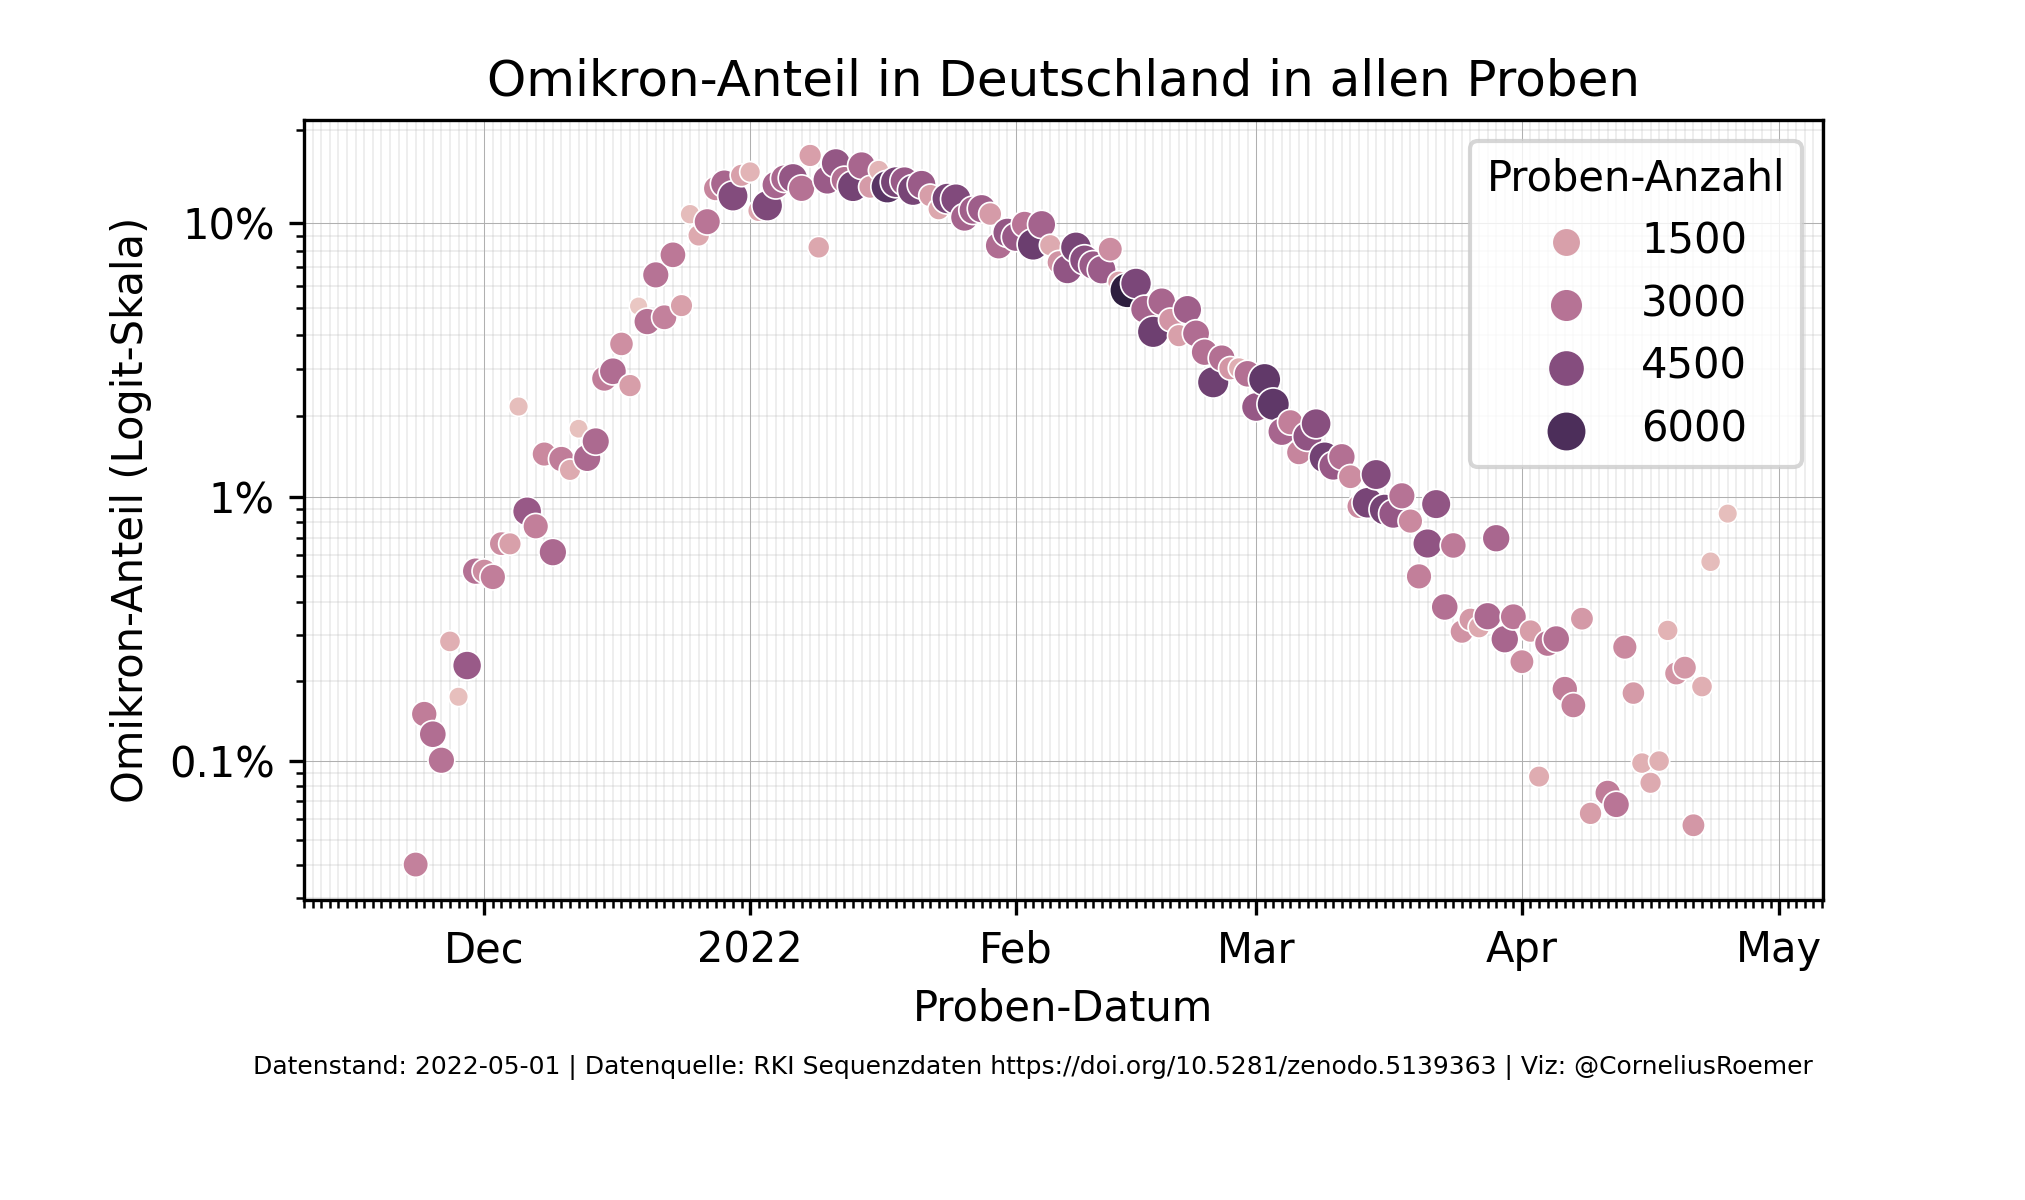 Omikron-Anteil in Deutschland in allen Proben
Omikron-Anteil (Logit-Skala)
10%
1%
0.1%
Proben-Anzahl
1500
3000
4500
6000
Dec
2022
Feb
Mar
Apr
May
Proben-Datum
Datenstand: 2022-05-01 | Datenquelle: RKI Sequenzdaten https://doi.org/10.5281/zenodo.5139363 | Viz: @CorneliusRoemer